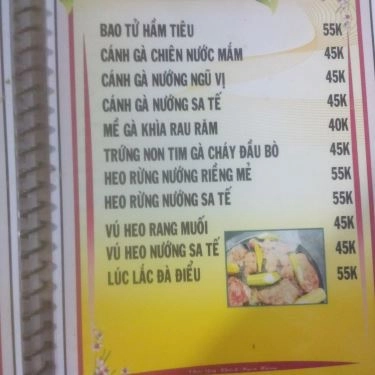 BAO TỬ HẦM TIÊU 55K
CÁNH GÀ CHIÊN NƯỚC MẮM 45K
CÁNH GÀ NƯỚNG NGŨ VỊ 45K
CÁNH GÀ NƯỚNG SA TẾ 45K
MỀ GÀ KHÌA RAU RĂM 40K
TRỨNG NON TIM GÀ CHÁY ĐẦU BÒ 45K
HEO RỪNG NƯỚNG RIỀNG MẺ 55K
HEO RỪNG NƯỚNG SA TẾ 55K
VÚ HEO RANG MUỐI 45K
VÚ HEO NƯỚNG SA TẾ 45K
LÚC LẮC ĐÀ ĐIỂU 55K